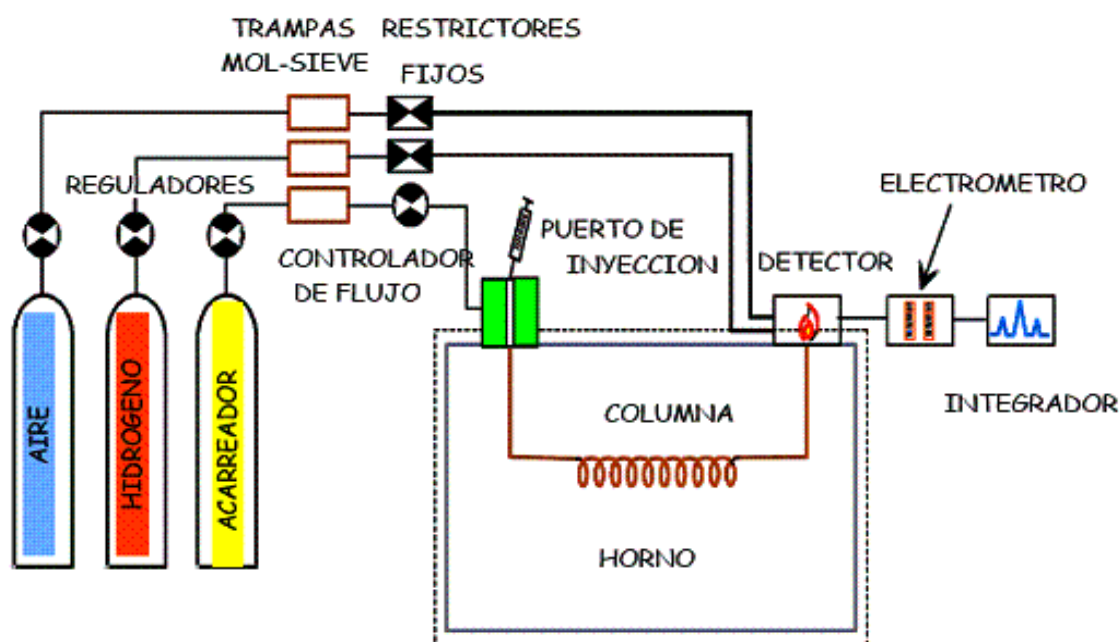 TRAMPAS RESTRICTORES
MOL-SIEVE FIJOS
REGULADORES
ELECTROMETRO
PUERTO DE
INYECCION
CONTROLADOR
DE FLUJO
DETECTOR
AIRE
HIDROGENO
ACARREADOR
COLUMNA
INTEGRADOR
HORNO